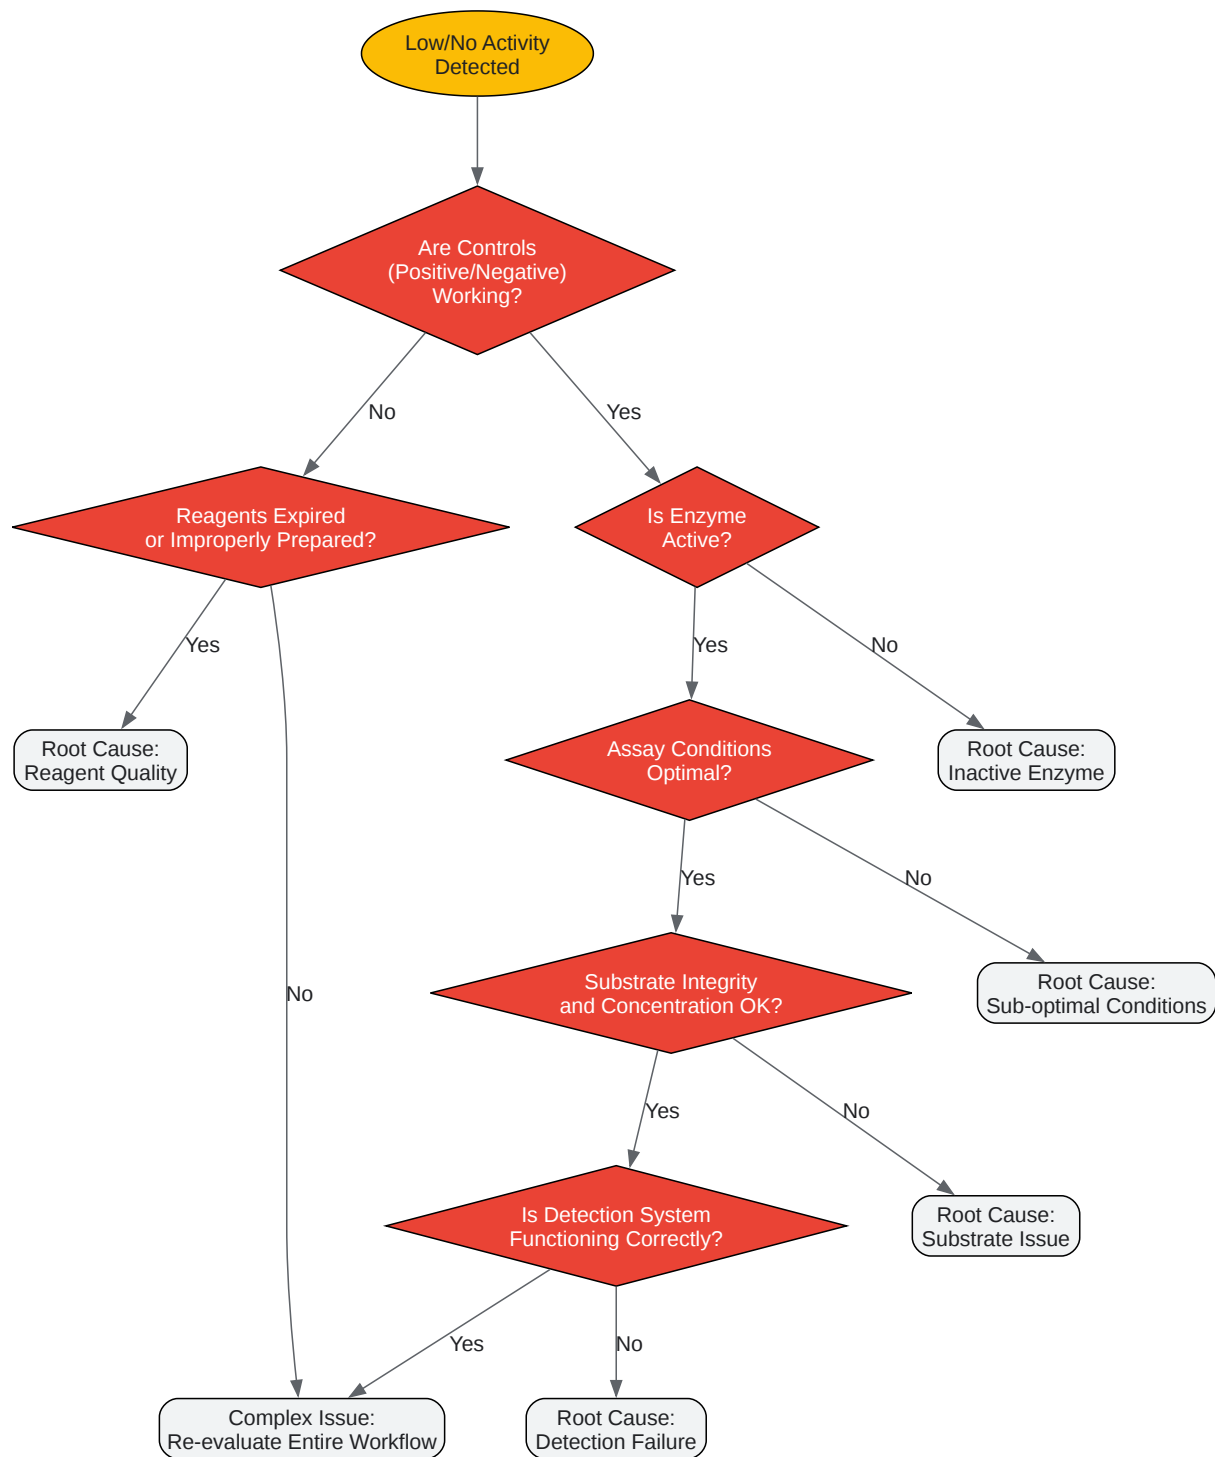 Low/No Activity
Detected
Are Controls
(Positive/Negative)
Working?
No
Yes
Reagents Expired
or Improperly Prepared?
Is Enzyme
Active?
Yes
Yes
No
Root Cause:
Reagent Quality
Assay Conditions
Optimal?
Root Cause:
Inactive Enzyme
Yes
No
No
Substrate Integrity
and Concentration OK?
Root Cause:
Sub-optimal Conditions
Yes
No
Is Detection System
Functioning Correctly?
Root Cause:
Substrate Issue
Yes
No
Complex Issue:
Re-evaluate Entire Workflow
Root Cause:
Detection Failure